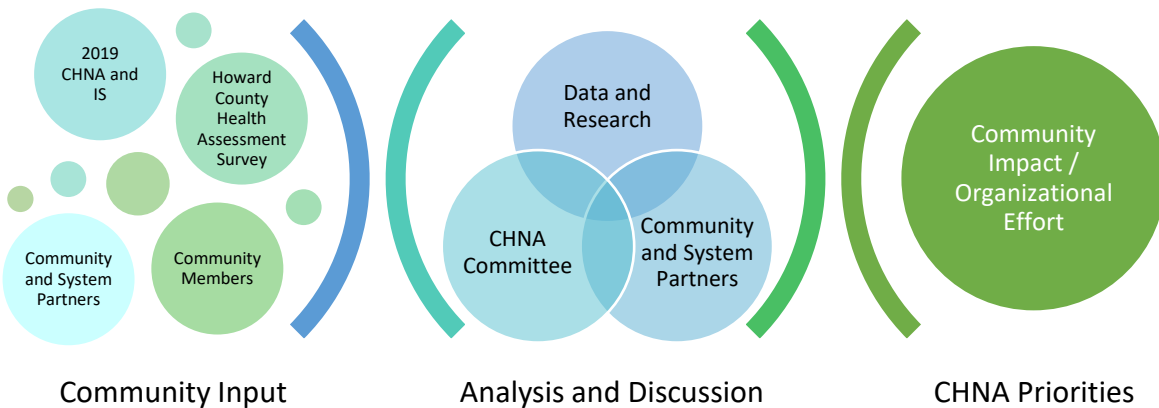 2019
CHNA and
IS
Howard
County
Health
Assessment
Survey
Community
and System
Partners
Community
Members
Data and
Research
CHNA
Committee
Community
and System
Partners
Community
Impact /
Organizational
Effort
Community Input
Analysis and Discussion
CHNA Priorities